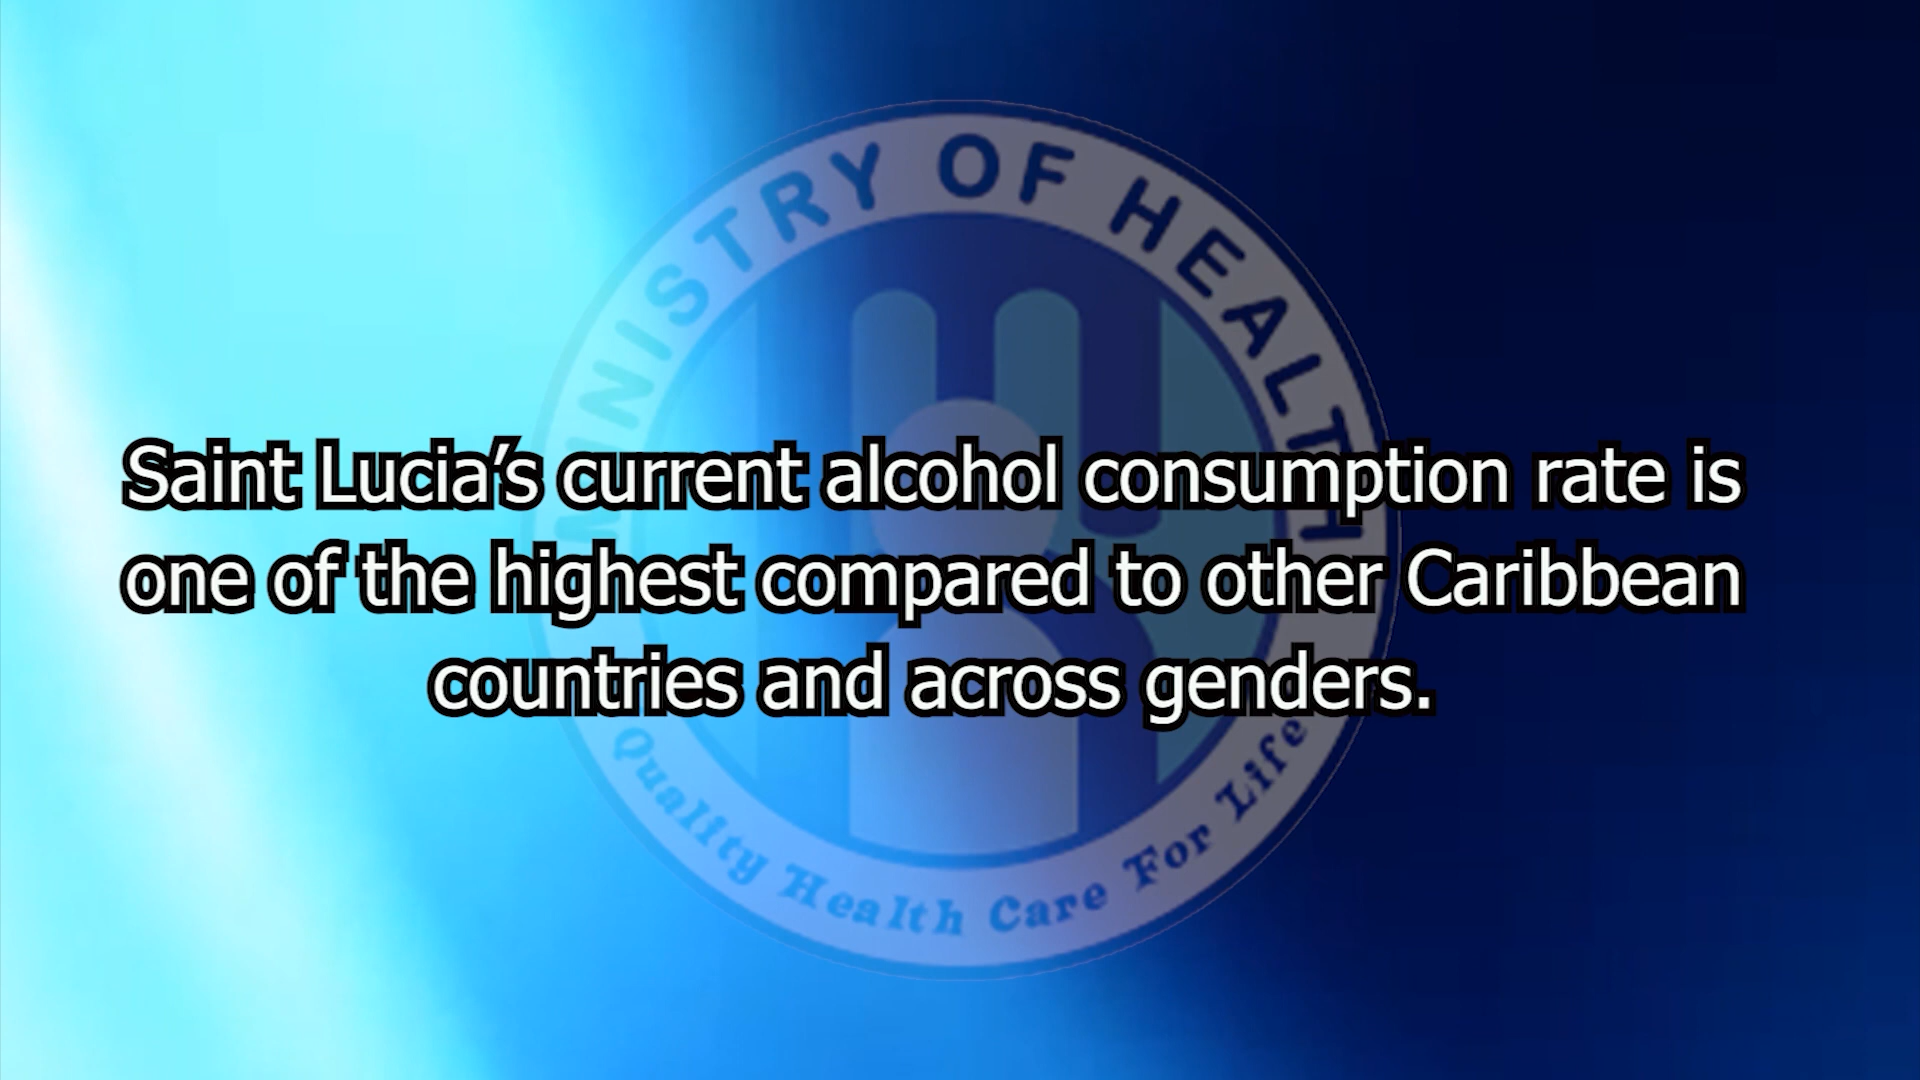 MINISTRY OF HEALTH
Saint Lucia’s current alcohol consumption rate is
one of the highest compared to other Caribbean
countries and across genders.
Quality Health Care For Life